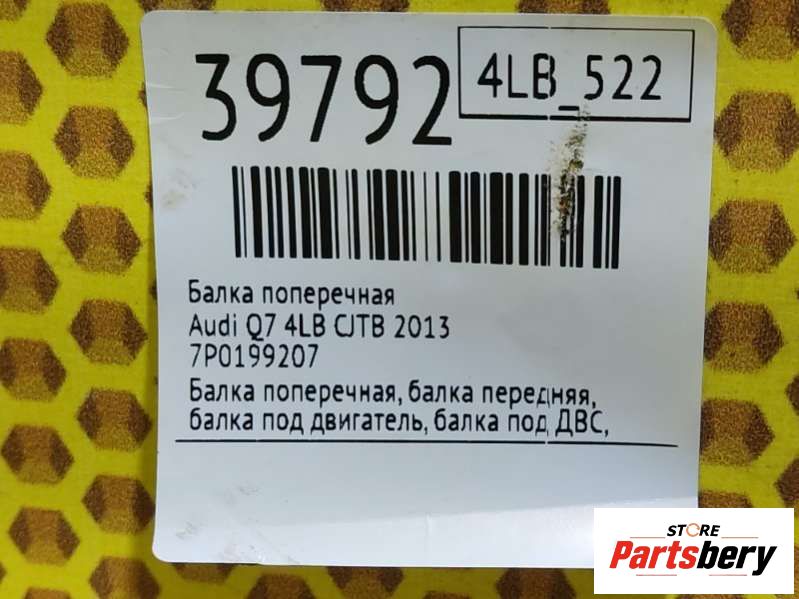 39792
4LB_522
Балка поперечная
Audi Q7 4LB CJTB 2013
7P0199207
Балка поперечная, балка передняя,
балка под двигатель, балка под ДВС,
STORE
Partsbery